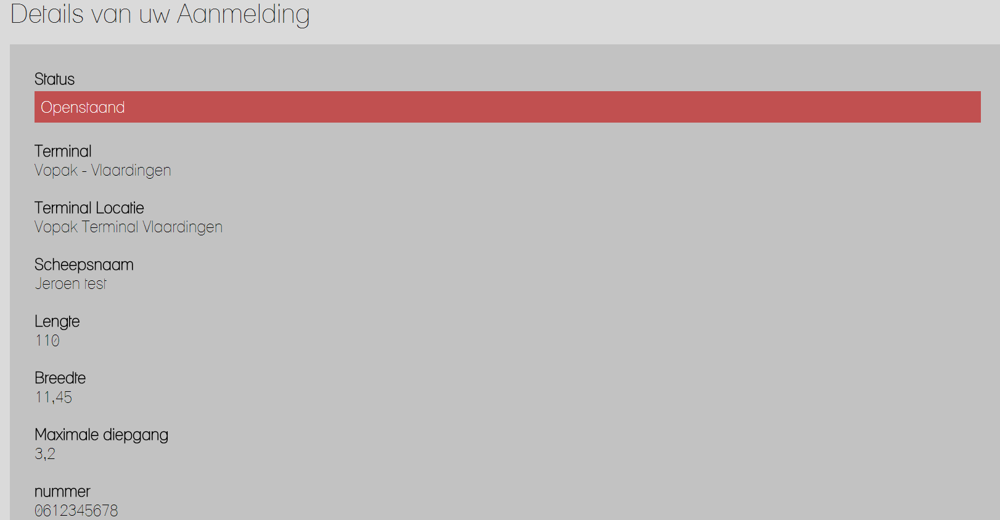 Details van uw Aanmelding
Status
Openstaand
Terminal
Vopak - Vlaardingen
Terminal Locatie
Vopak Terminal Vlaardingen
Scheepsnaam
Jeroen test
Lengte
110
Breedte
11,45
Maximale diepgang
3,2
nummer
0612345678